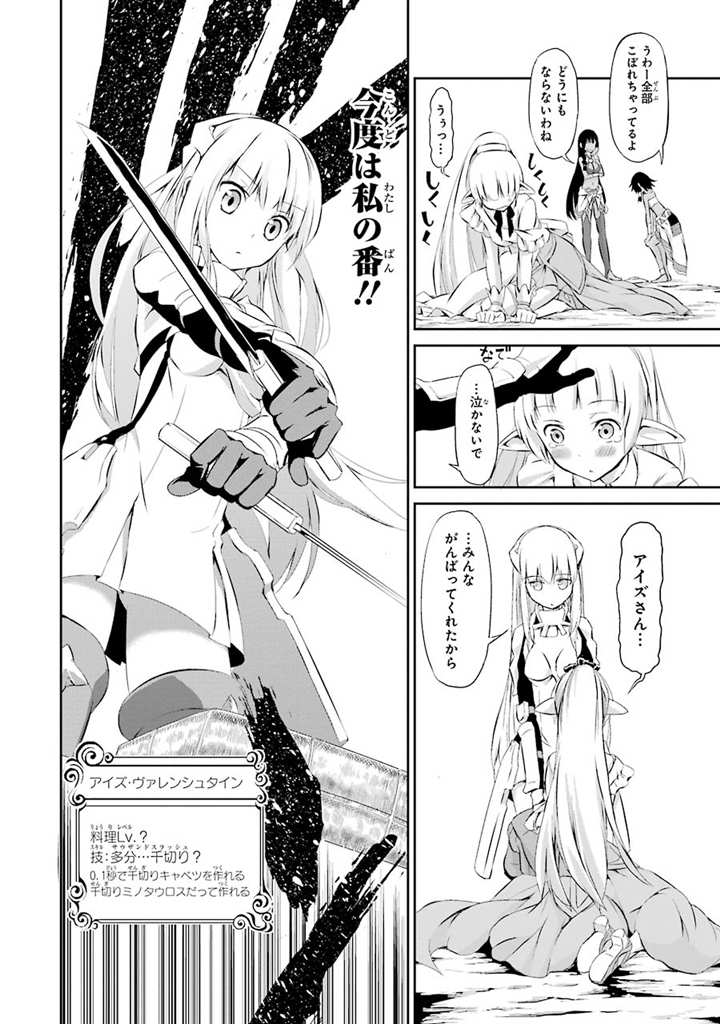 うわー全部
こぼれちゃってるよ
どうにも
ならないわね
うぅっ…
しくしく
しくしく
なで
…泣かないで
アイズさん…
…みんな
がんばってくれたから
今度は私の番!!
アイズ・ヴァレンシュタイン
料理Lv.?
技:多分…千切り?
0.1秒で千切りキャベツを作れる
千切りミノタウロスだって作れる